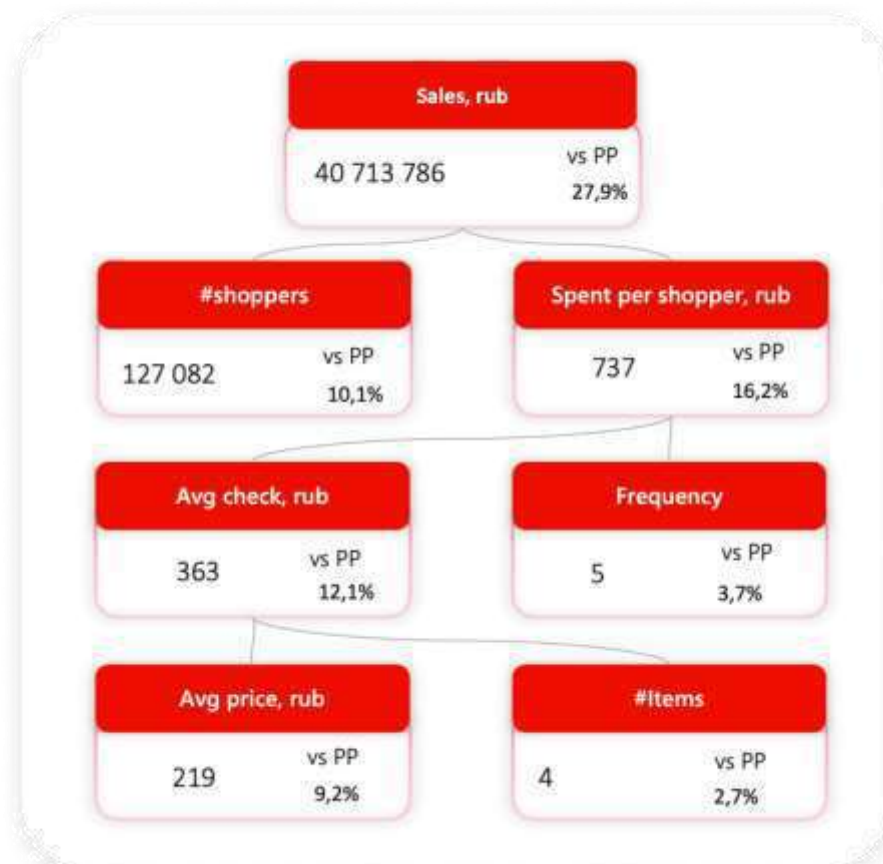 Sales, rub
40 713 786
vs PP
27,9%
#shoppers
127 082
vs PP
10,1%
Spent per shopper, rub
737
vs PP
16,2%
Avg check, rub
363
vs PP
12,1%
Frequency
5
vs PP
3,7%
Avg price, rub
219
vs PP
9,2%
#Items
4
vs PP
2,7%